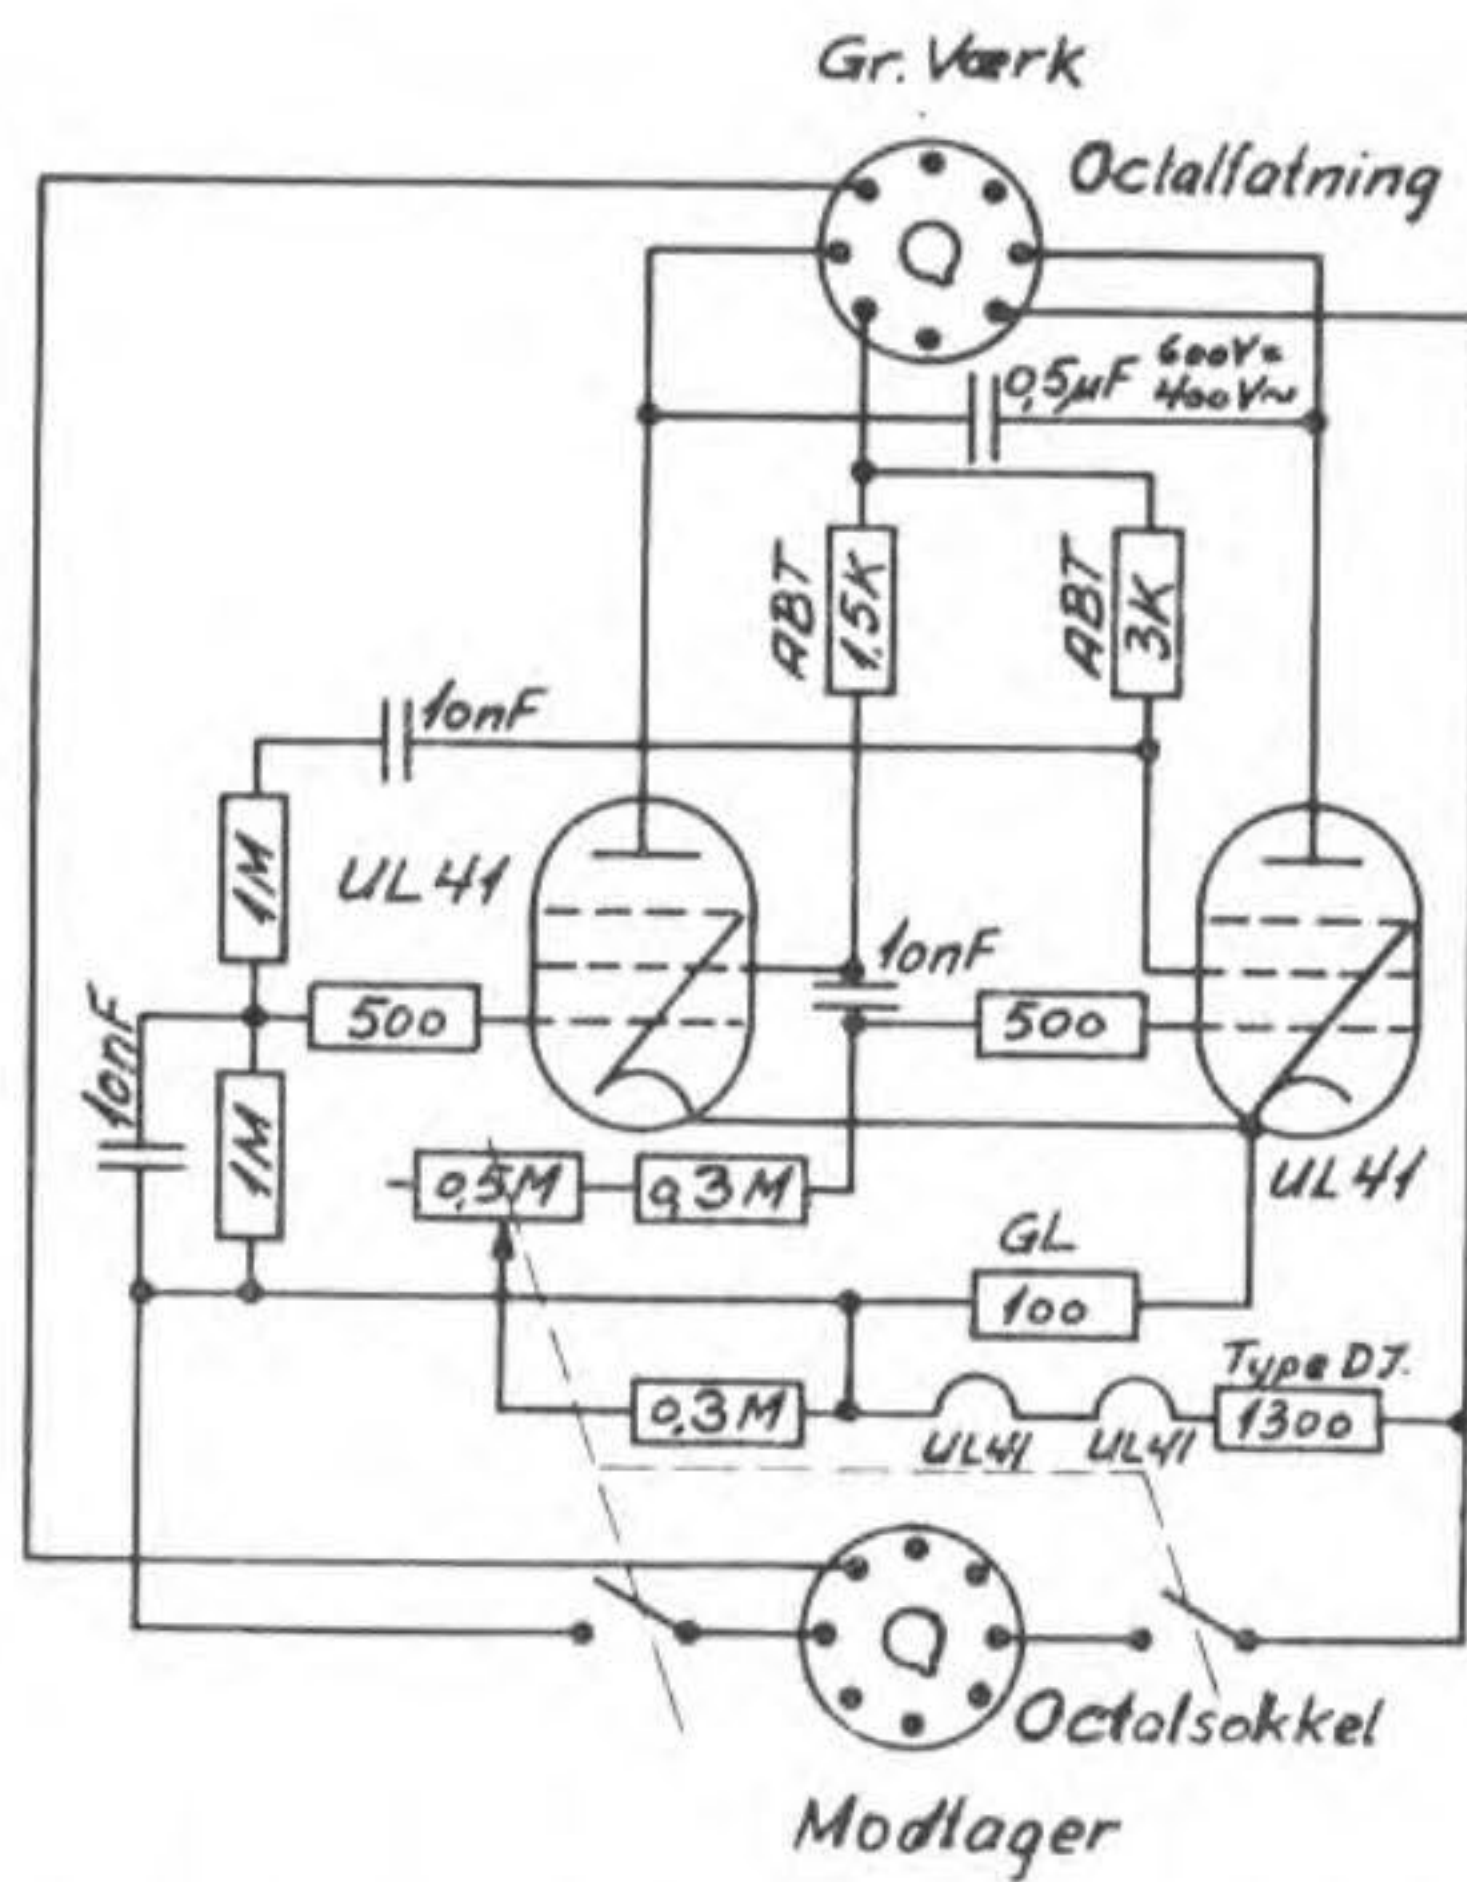 Gr. Værk
Octalfatning
0,5µF
600V=
400V~
ABT
1,5K
ABT
3K
10nF
1M
UL41
10nF
10nF
500
500
1M
0,5M
0,3M
UL41
GL
100
Type DJ.
0,3M
1300
UL41
UL41
Octalsokkel
Modtager